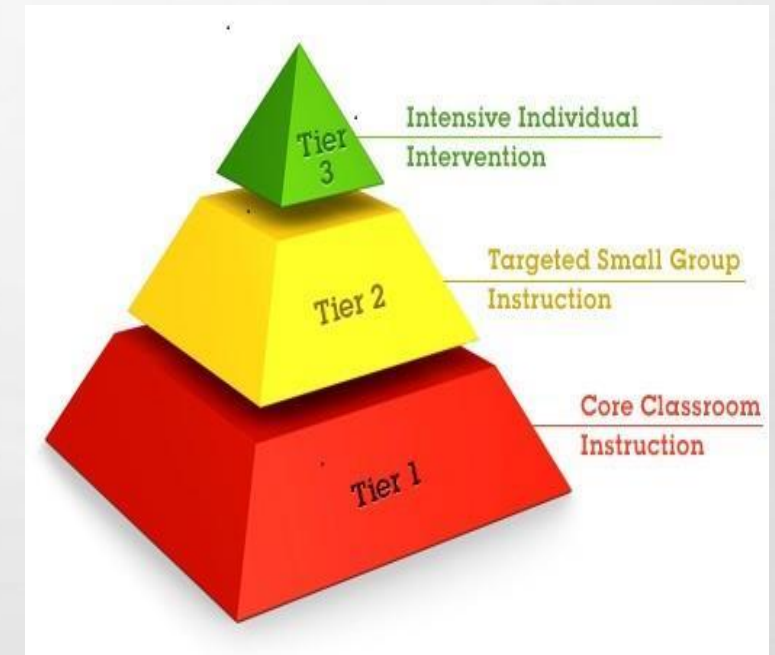 Tier
3
Intensive Individual
Intervention
Tier 2
Targeted Small Group
Instruction
Tier 1
Core Classroom
Instruction